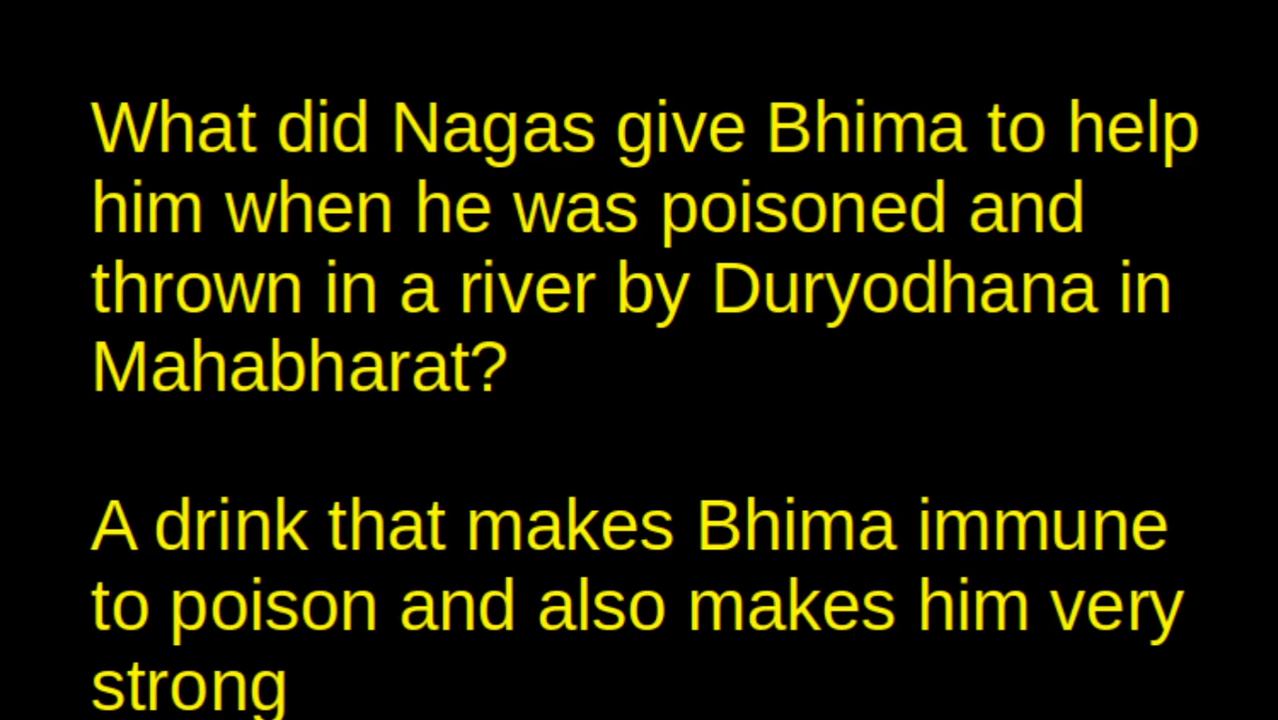 What did Nagas give Bhima to help
him when he was poisoned and
thrown in a river by Duryodhana in
Mahabharat?
A drink that makes Bhima immune
to poison and also makes him very
strong